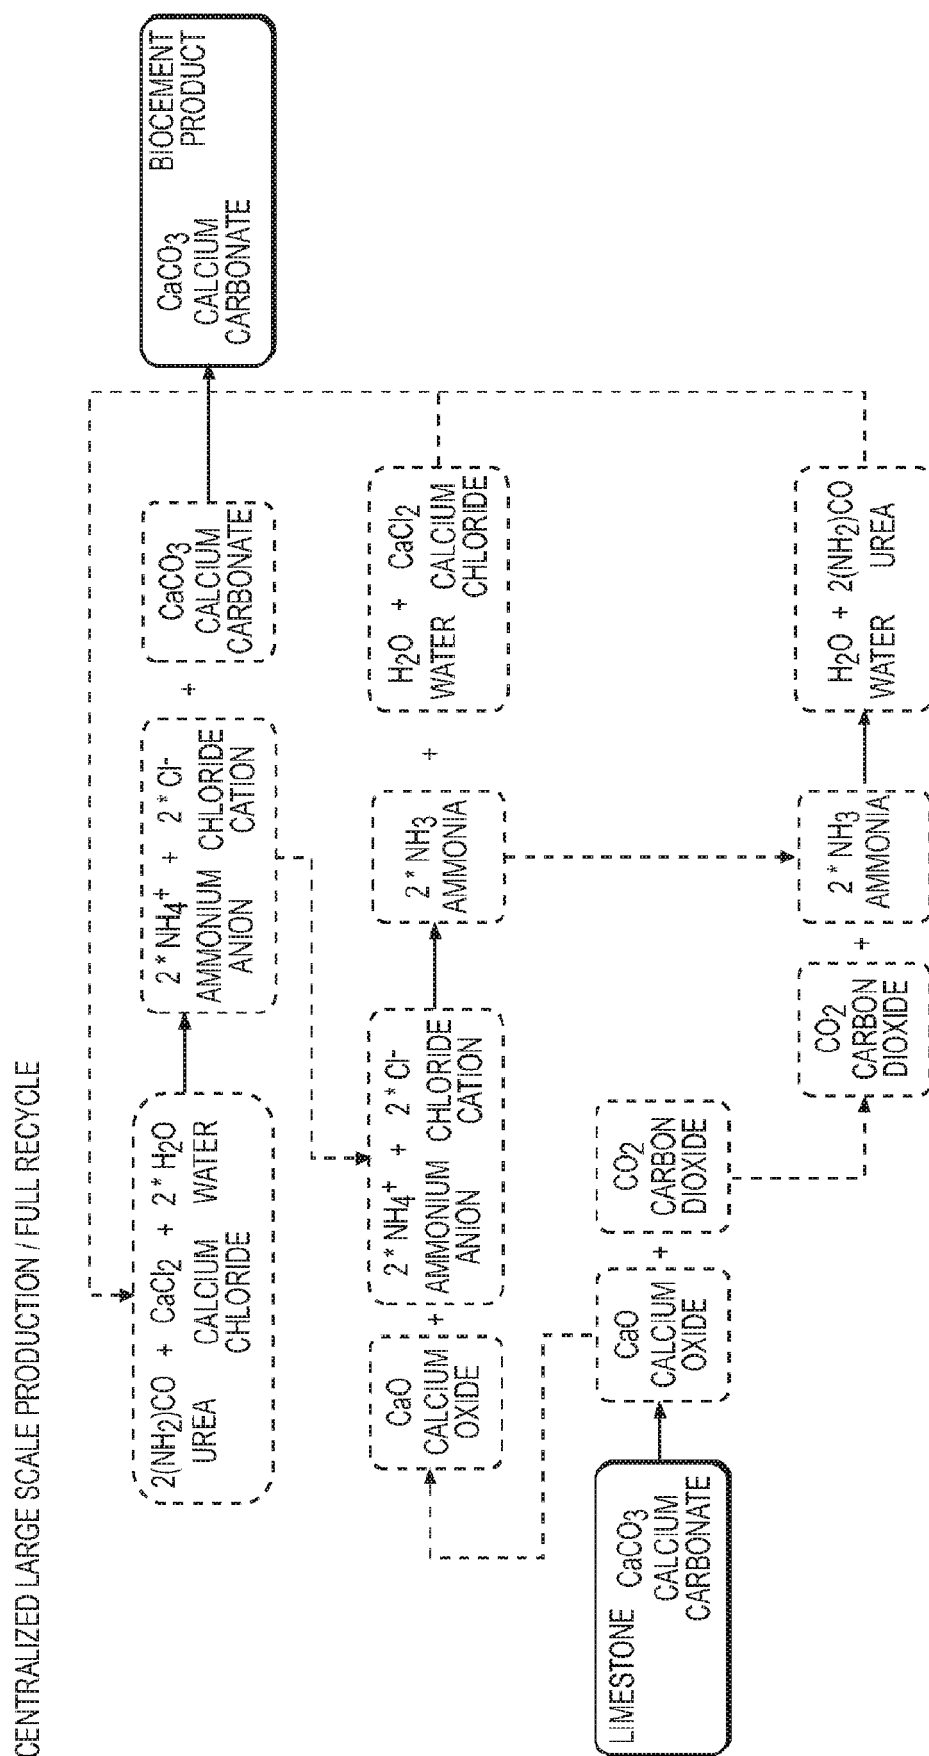 CENTRALIZED LARGE SCALE PRODUCTION / FULL RECYCLE
2(NH2)CO + CaCl2 + 2*H2O
UREA CALCIUM WATER
CHLORIDE
2*NH4+ + 2*Cl-
AMMONIUM CHLORIDE
ANION CATION
+
CaCO3
CALCIUM
CARBONATE
CaCO3 BIOCEMENT
CALCIUM PRODUCT
CARBONATE
CaO
CALCIUM
OXIDE
+
2*NH4+ + 2*Cl-
AMMONIUM CHLORIDE
ANION CATION
2*NH3
AMMONIA
+
H2O + CaCl2
WATER CALCIUM
CHLORIDE
LIMESTONE CaCO3
CALCIUM
CARBONATE
CaO
CALCIUM
OXIDE
+
CO2
CARBON
DIOXIDE
CO2
CARBON
DIOXIDE
+
2*NH3
AMMONIA
H2O + 2(NH2)CO
WATER UREA